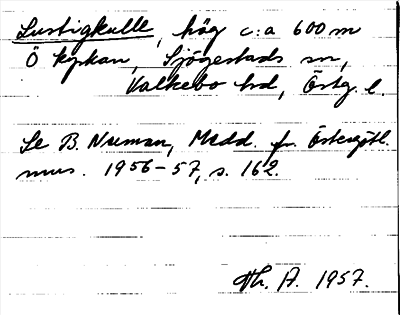 Lustigkulle, hög c:a 600 m
Ö kyrkan, Sjögestads sn,
Valkebo hd, Östg. l.
Se B. Neuman, Medd. fr. Östergötl.
mus. 1956-57, s. 162.
Th. A. 1957.